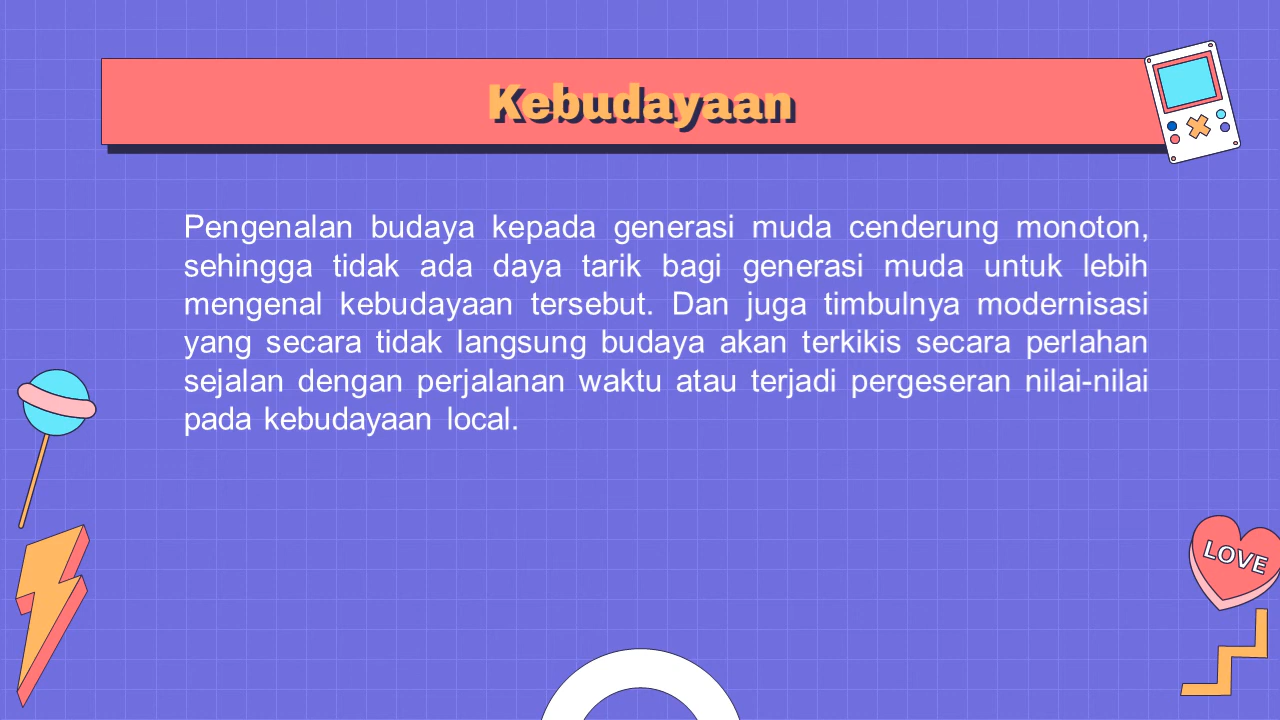 Kebudayaan
Pengenalan budaya kepada generasi muda cenderung monoton,
sehingga tidak ada daya tarik bagi generasi muda untuk lebih
mengenal kebudayaan tersebut. Dan juga timbulnya modernisasi
yang secara tidak langsung budaya akan terkikis secara perlahan
sejalan dengan perjalanan waktu atau terjadi pergeseran nilai-nilai
pada kebudayaan local.
LOVE